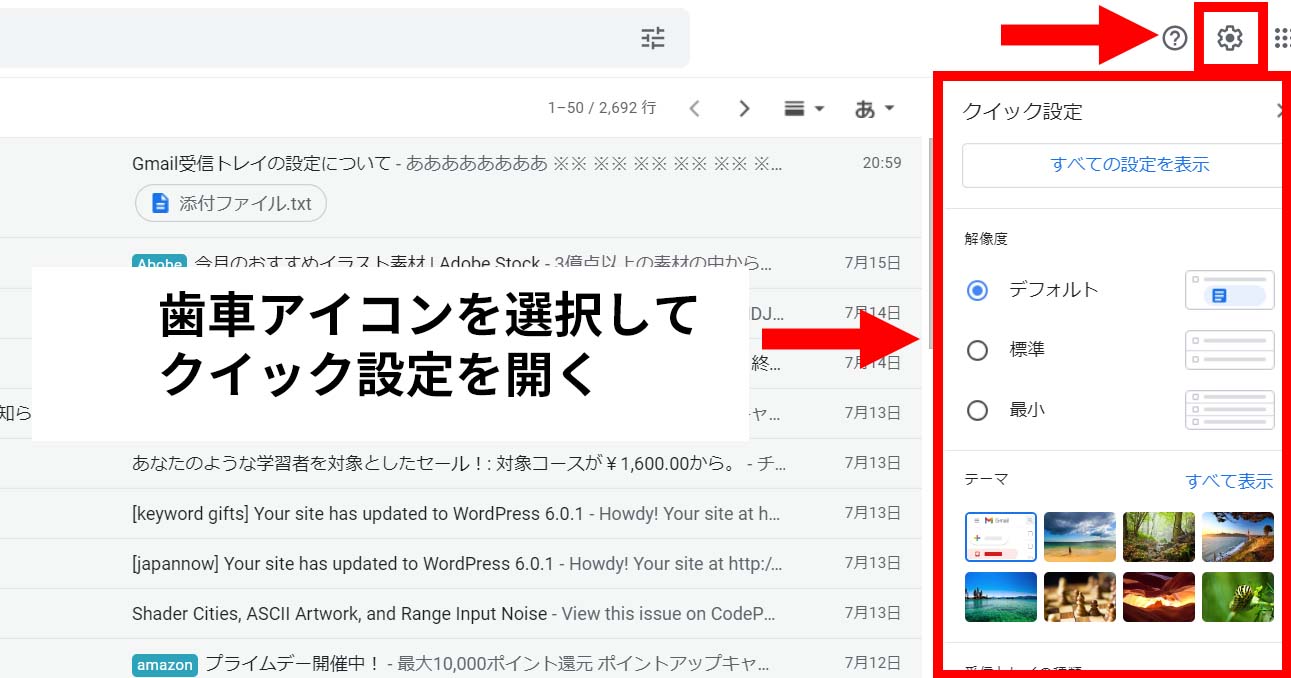 1–50 / 2,692 行
あ
クイック設定
すべての設定を表示
Gmail受信トレイの設定について - ああああああああ ※※ ※※ ※※ ※※ ※※ ※...
20:59
添付ファイル.txt
解像度
Abobe 今月のおすすめイラスト素材 | Adobe Stock - 3億点以上の素材の中から...
7月15日
デフォルト
歯車アイコンを選択して
クイック設定を開く
DJ...
7月14日
標準
終...
7月14日
最小
知ら
ャ...
7月13日
あなたのような学習者を対象としたセール！: 対象コースが￥1,600.00から。 - チ...
7月13日
テーマ
すべて表示
[keyword gifts] Your site has updated to WordPress 6.0.1 - Howdy! Your site at h...
7月13日
Gmail
[japannow] Your site has updated to WordPress 6.0.1 - Howdy! Your site at http:/...
7月13日
Shader Cities, ASCII Artwork, and Range Input Noise - View this issue on CodeP...
7月13日
amazon プライムデー開催中！ - 最大10,000ポイント還元 ポイントアップキャ...
7月12日
受信トレイの種類